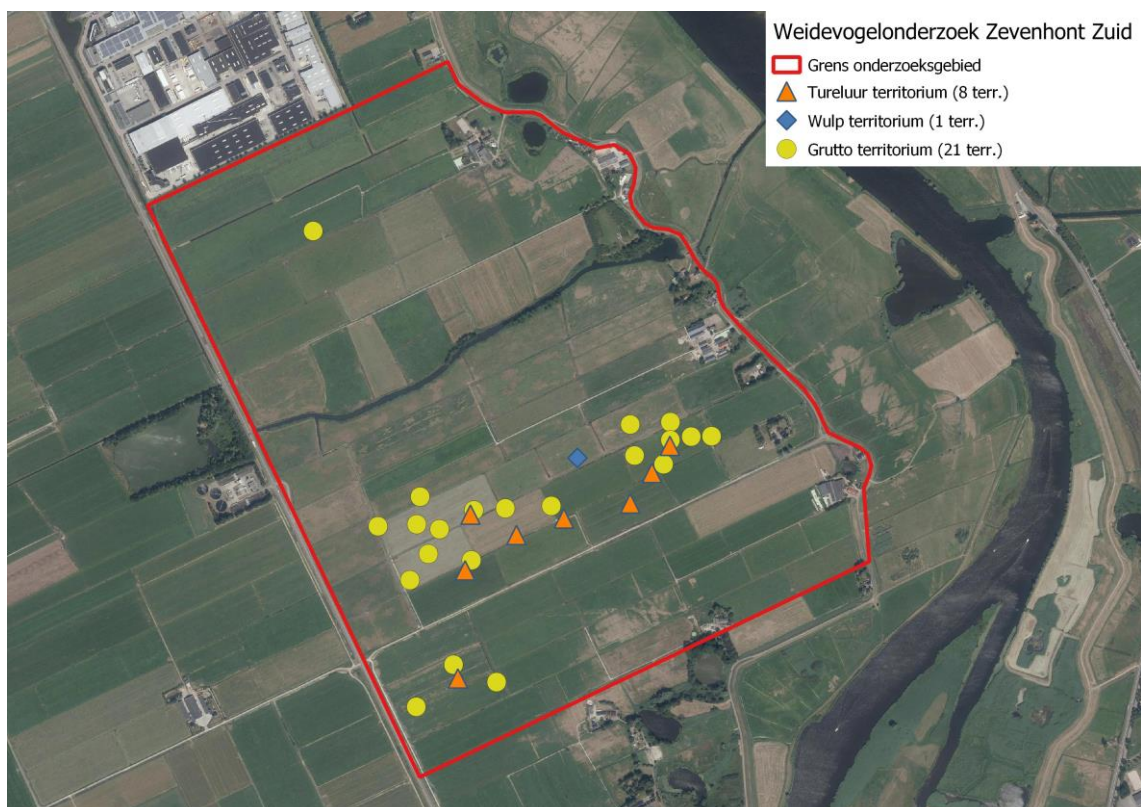 Weidevogelonderzoek Zevenhont Zuid
Grens onderzoeksgebied
Tureluur territorium (8 terr.)
Wulp territorium (1 terr.)
Grutto territorium (21 terr.)